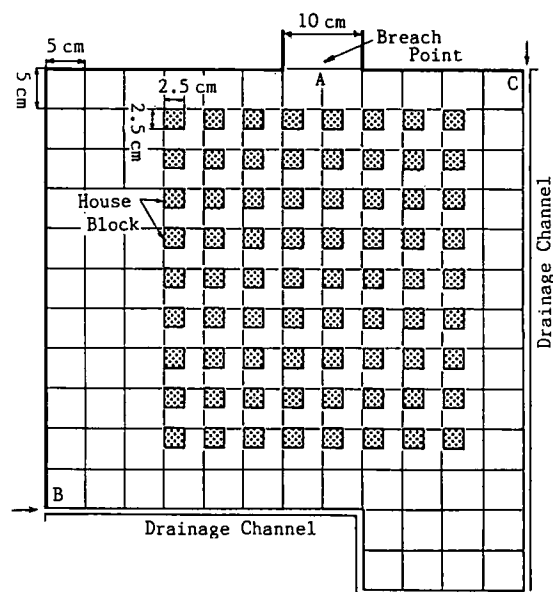 10 cm
Breach
Point
5 cm
A
C
5 cm
2.5 cm
2.5 cm
House
Block
Drainage Channel
B
Drainage Channel